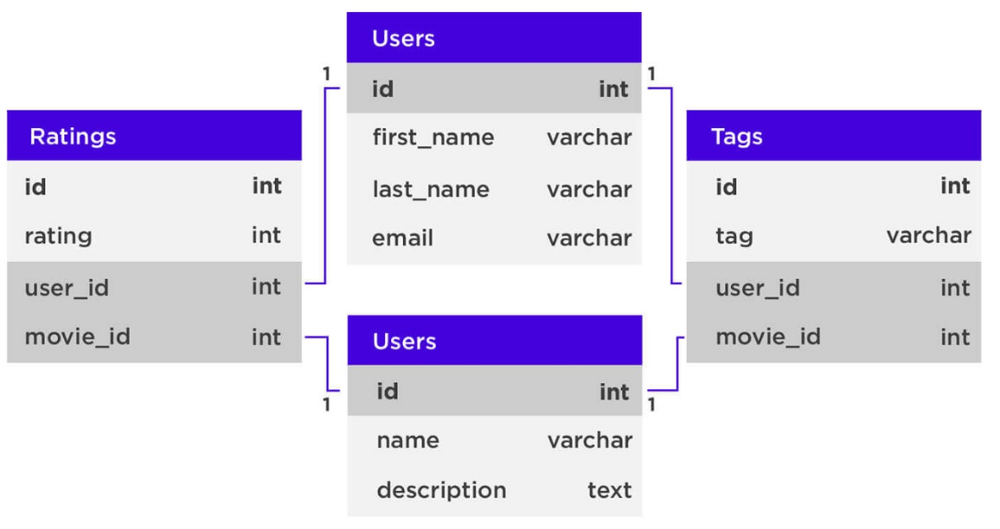 Users
1
1
id int
first_name varchar
last_name varchar
email varchar
Ratings
id int
rating int
user_id int
movie_id int
Tags
id int
tag varchar
user_id int
movie_id int
Users
1
1
id int
name varchar
description text